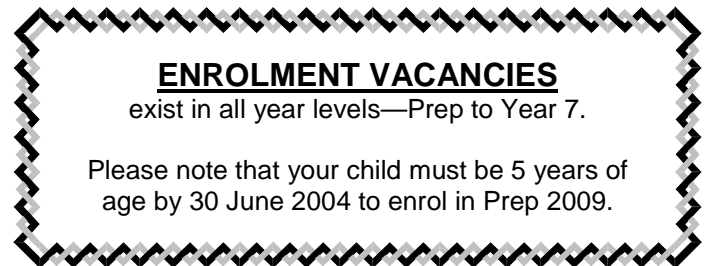 ENROLMENT VACANCIES
exist in all year levels—Prep to Year 7.
Please note that your child must be 5 years of
age by 30 June 2004 to enrol in Prep 2009.